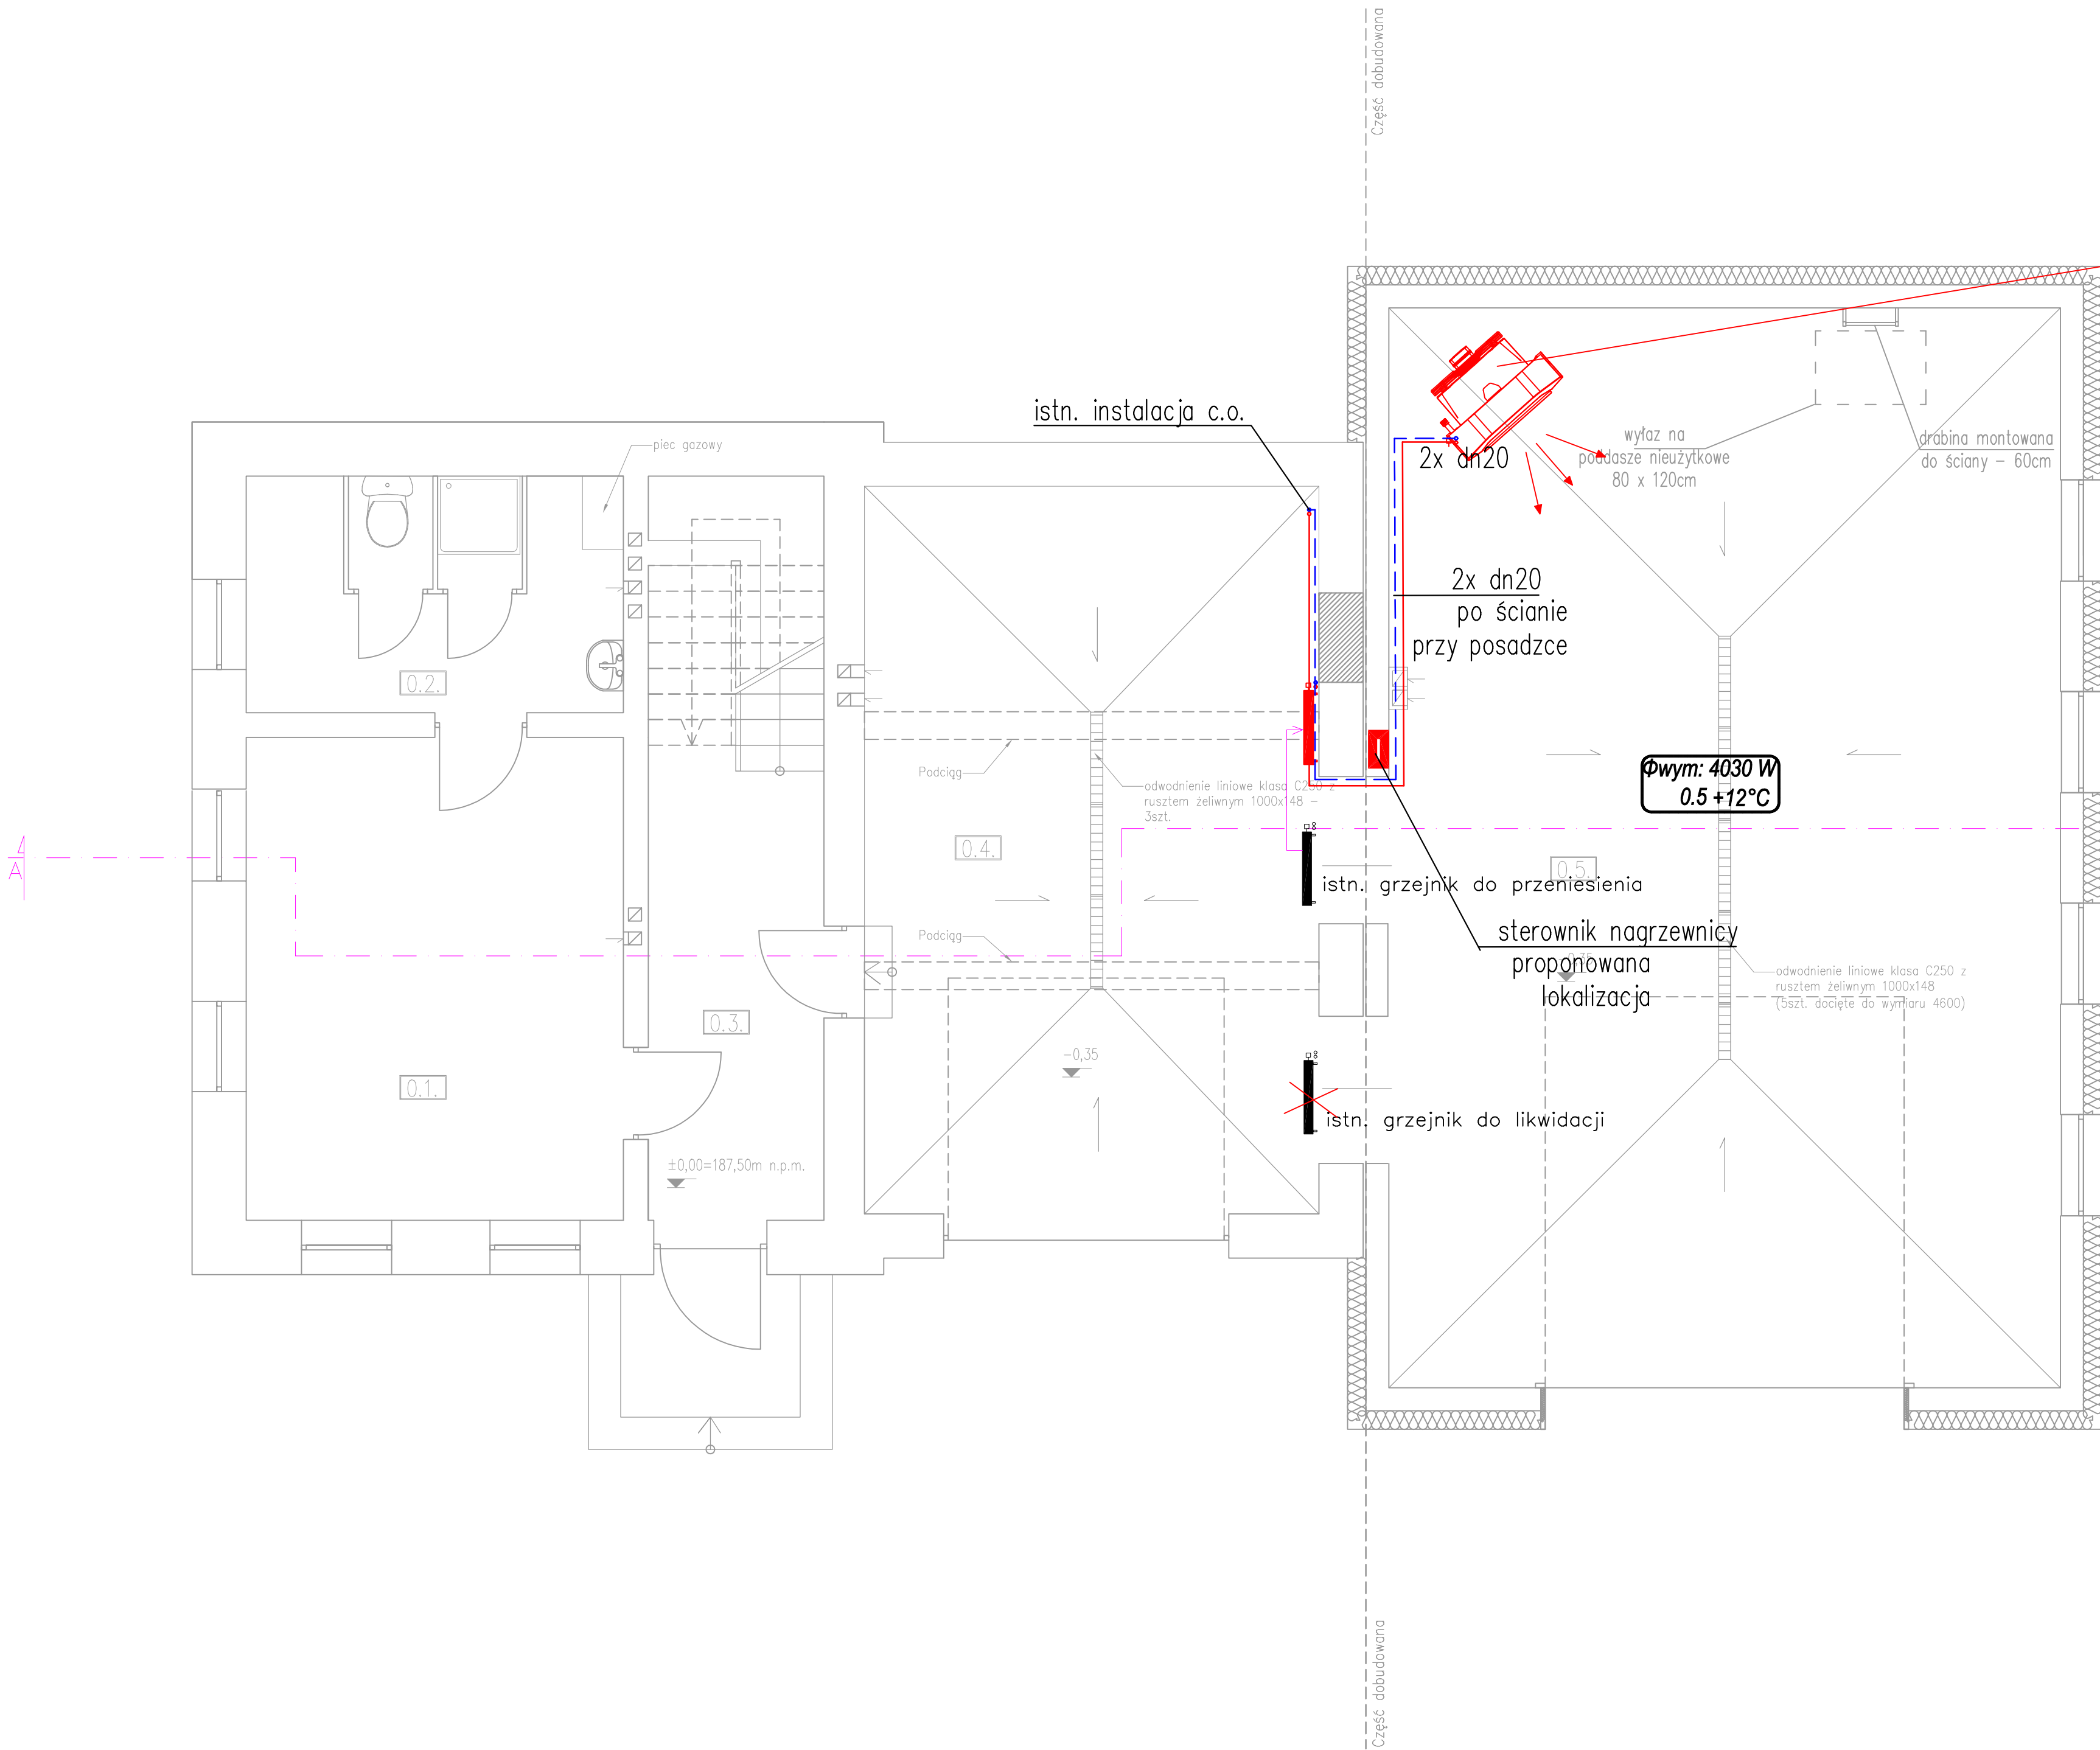 Część dobudowana
istn. instalacja c.o.
piec gazowy
2x dn20
wyłaz na
poddasze nieużytkowe
80 x 120cm
drabina montowana
do ściany – 60cm
2x dn20
po ścianie
przy posadzce
0.2.
Podciąg
odwodnienie liniowe klasa C250 z
rusztem żeliwnym 1000x148 –
3szt.
Φwym: 4030 W
0.5 +12°C
A
0.4.
0.5.
istn. grzejnik do przeniesienia
Podciąg
sterownik nagrzewnicy
proponowana
lokalizacja
-0,35
odwodnienie liniowe klasa C250 z
rusztem żeliwnym 1000x148
(5szt. docięte do wymiaru 4600)
0.3.
-0,35
0.1.
istn. grzejnik do likwidacji
±0,00=187,50m n.p.m.
Część dobudowana